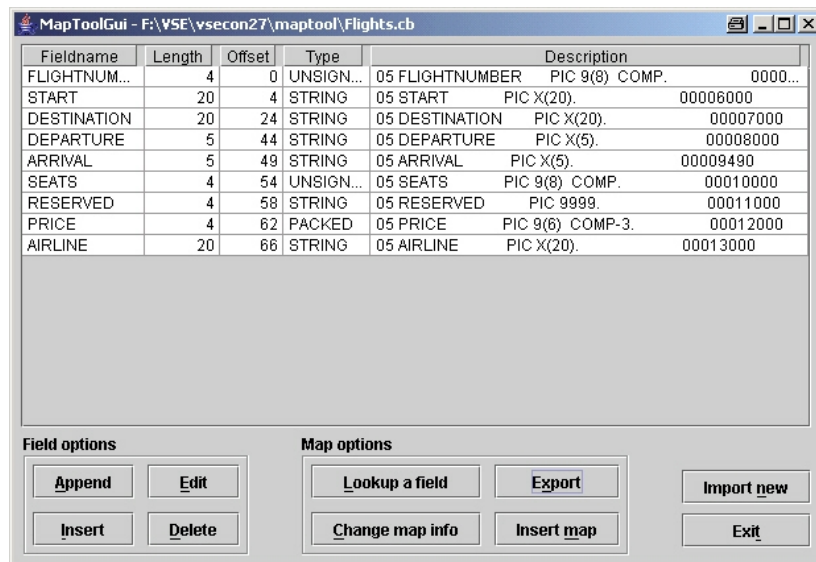 MapToolGui - F:\VSE\vsecon27\maptool\Flights.cb
Fieldname Length Offset Type Description
FLIGHTNUM... 4 0 UNSIGN... 05 FLIGHTNUMBER PIC 9(8) COMP. 0000...
START 20 4 STRING 05 START PIC X(20). 00006000
DESTINATION 20 24 STRING 05 DESTINATION PIC X(20). 00007000
DEPARTURE 5 44 STRING 05 DEPARTURE PIC X(5). 00008000
ARRIVAL 5 49 STRING 05 ARRIVAL PIC X(5). 00009490
SEATS 4 54 UNSIGN... 05 SEATS PIC 9(8) COMP. 00010000
RESERVED 4 58 STRING 05 RESERVED PIC 9999. 00011000
PRICE 4 62 PACKED 05 PRICE PIC 9(6) COMP-3. 00012000
AIRLINE 20 66 STRING 05 AIRLINE PIC X(20). 00013000
Field options Map options
Append Edit Lookup a field Export Import new
Insert Delete Change map info Insert map Exit